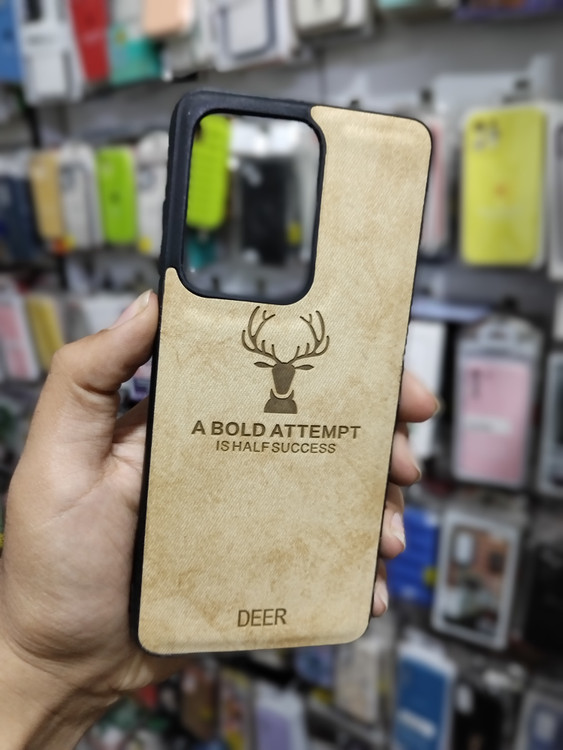 A BOLD ATTEMPT
IS HALF SUCCESS
DEER